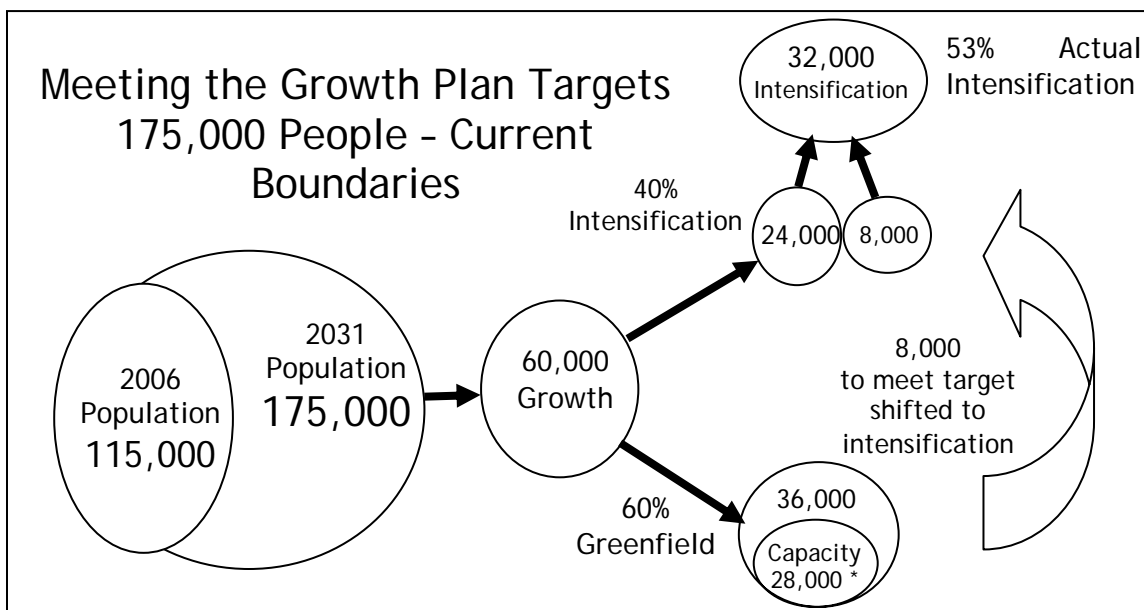 Meeting the Growth Plan Targets
175,000 People – Current
Boundaries
32,000
Intensification
53% Actual
Intensification
40%
Intensification
24,000
8,000
2006
Population
115,000
2031
Population
175,000
60,000
Growth
8,000
to meet target
shifted to
intensification
60%
Greenfield
36,000
Capacity
28,000 *